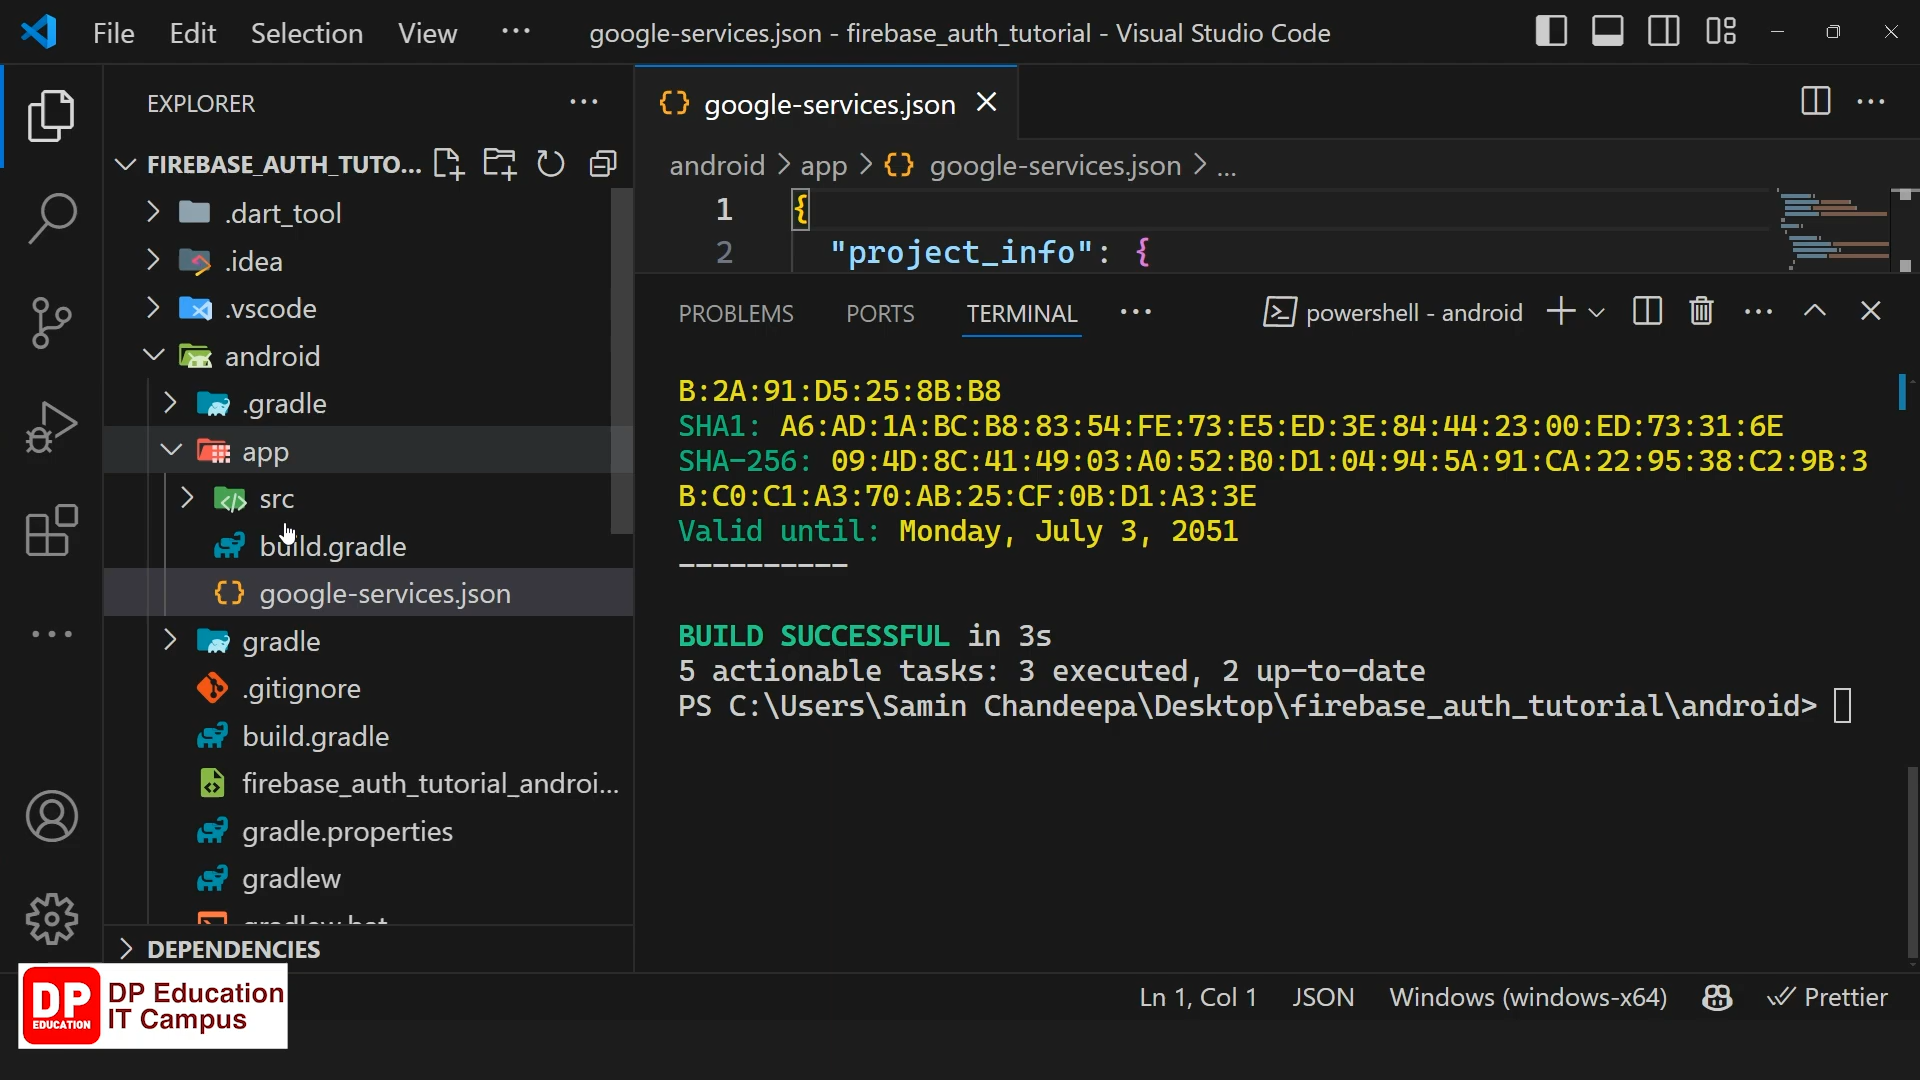 File Edit Selection View ··· google-services.json - firebase_auth_tutorial - Visual Studio Code
EXPLORER
FIREBASE_AUTH_TUTO...
.dart_tool
.idea
.vscode
android
.gradle
app
src
build.gradle
google-services.json
gradle
.gitignore
build.gradle
firebase_auth_tutorial_androi...
gradle.properties
gradlew
gradlew.bat
DEPENDENCIES
google-services.json
android > app > {} google-services.json > ...
1 {
2 "project_info": {
PROBLEMS PORTS TERMINAL ··· powershell - android
B:2A:91:D5:25:8B:B8
SHA1: A6:AD:1A:BC:B8:83:54:FE:73:E5:ED:3E:84:44:23:00:ED:73:31:6E
SHA-256: 09:4D:8C:41:49:03:A0:52:B0:D1:04:94:5A:91:CA:22:95:38:C2:9B:3
B:C0:C1:A3:70:AB:25:CF:0B:D1:A3:3E
Valid until: Monday, July 3, 2051
----------
BUILD SUCCESSFUL in 3s
5 actionable tasks: 3 executed, 2 up-to-date
PS C:\Users\Samin Chandeepa\Desktop\firebase_auth_tutorial\android>
Ln 1, Col 1 JSON Windows (windows-x64) Prettier
DP
EDUCATION
DP Education
IT Campus